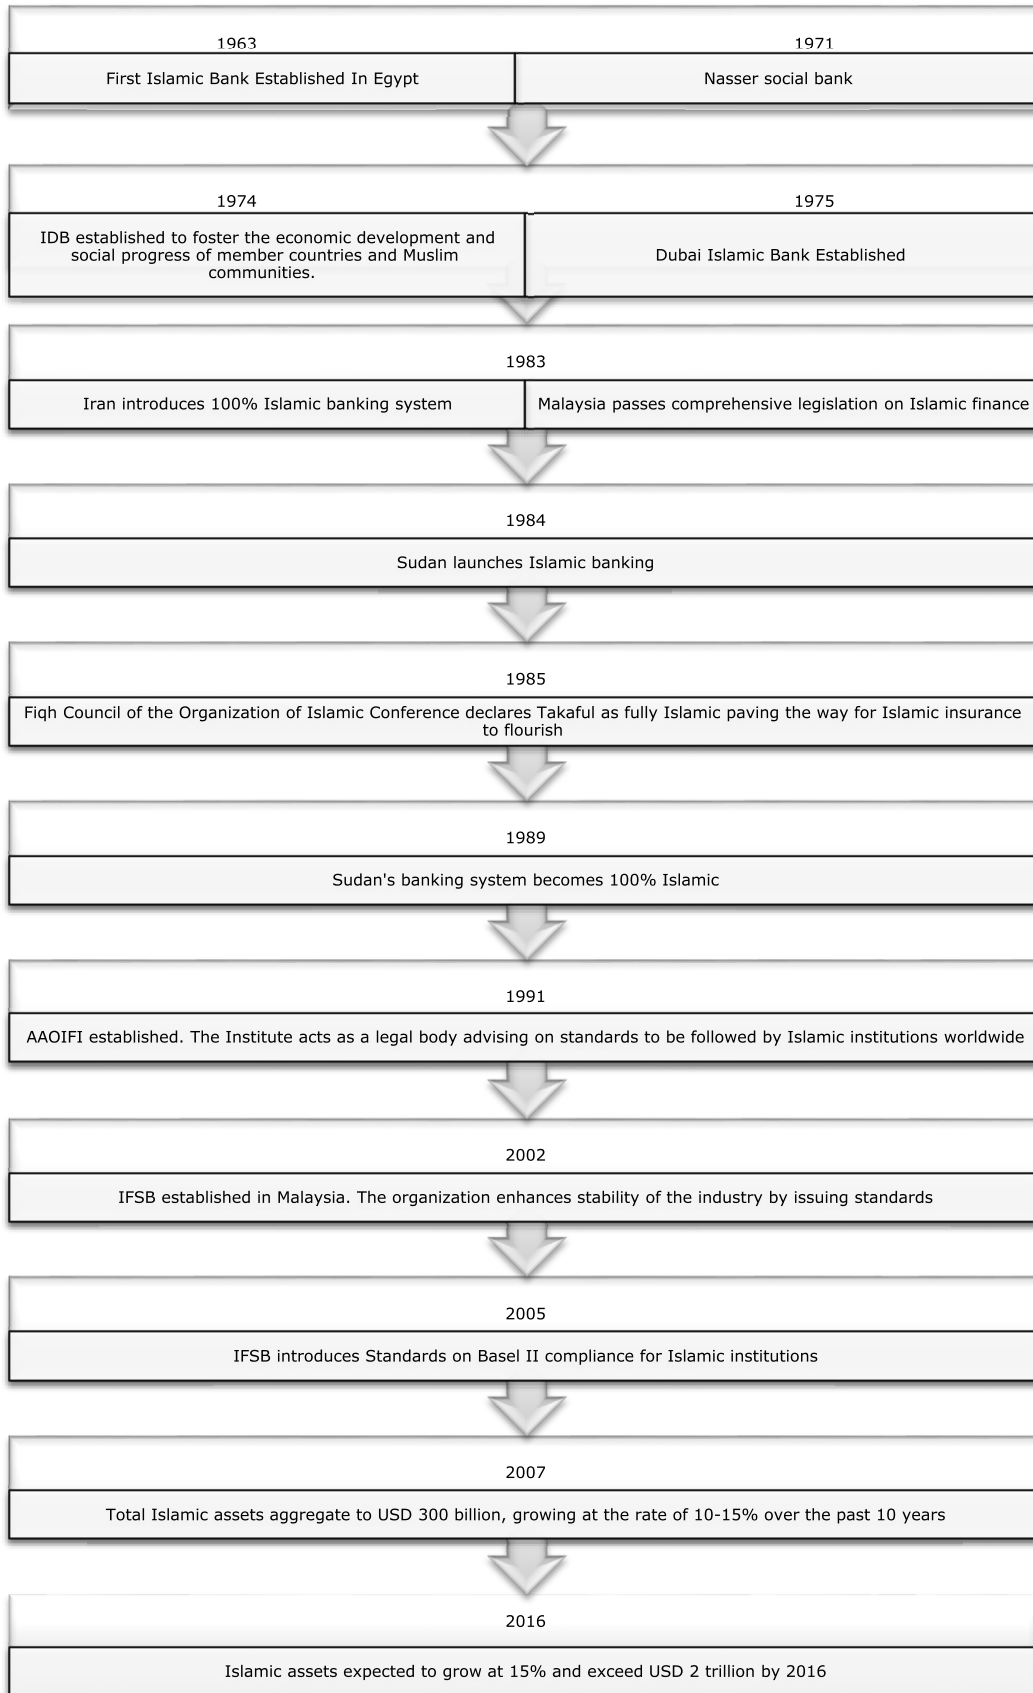 1963
1971
First Islamic Bank Established In Egypt
Nasser social bank
1974
1975
IDB established to foster the economic development and
social progress of member countries and Muslim
communities.
Dubai Islamic Bank Established
1983
Iran introduces 100% Islamic banking system
Malaysia passes comprehensive legislation on Islamic finance
1984
Sudan launches Islamic banking
1985
Fiqh Council of the Organization of Islamic Conference declares Takaful as fully Islamic paving the way for Islamic insurance
to flourish
1989
Sudan's banking system becomes 100% Islamic
1991
AAOIFI established. The Institute acts as a legal body advising on standards to be followed by Islamic institutions worldwide
2002
IFSB established in Malaysia. The organization enhances stability of the industry by issuing standards
2005
IFSB introduces Standards on Basel II compliance for Islamic institutions
2007
Total Islamic assets aggregate to USD 300 billion, growing at the rate of 10-15% over the past 10 years
2016
Islamic assets expected to grow at 15% and exceed USD 2 trillion by 2016